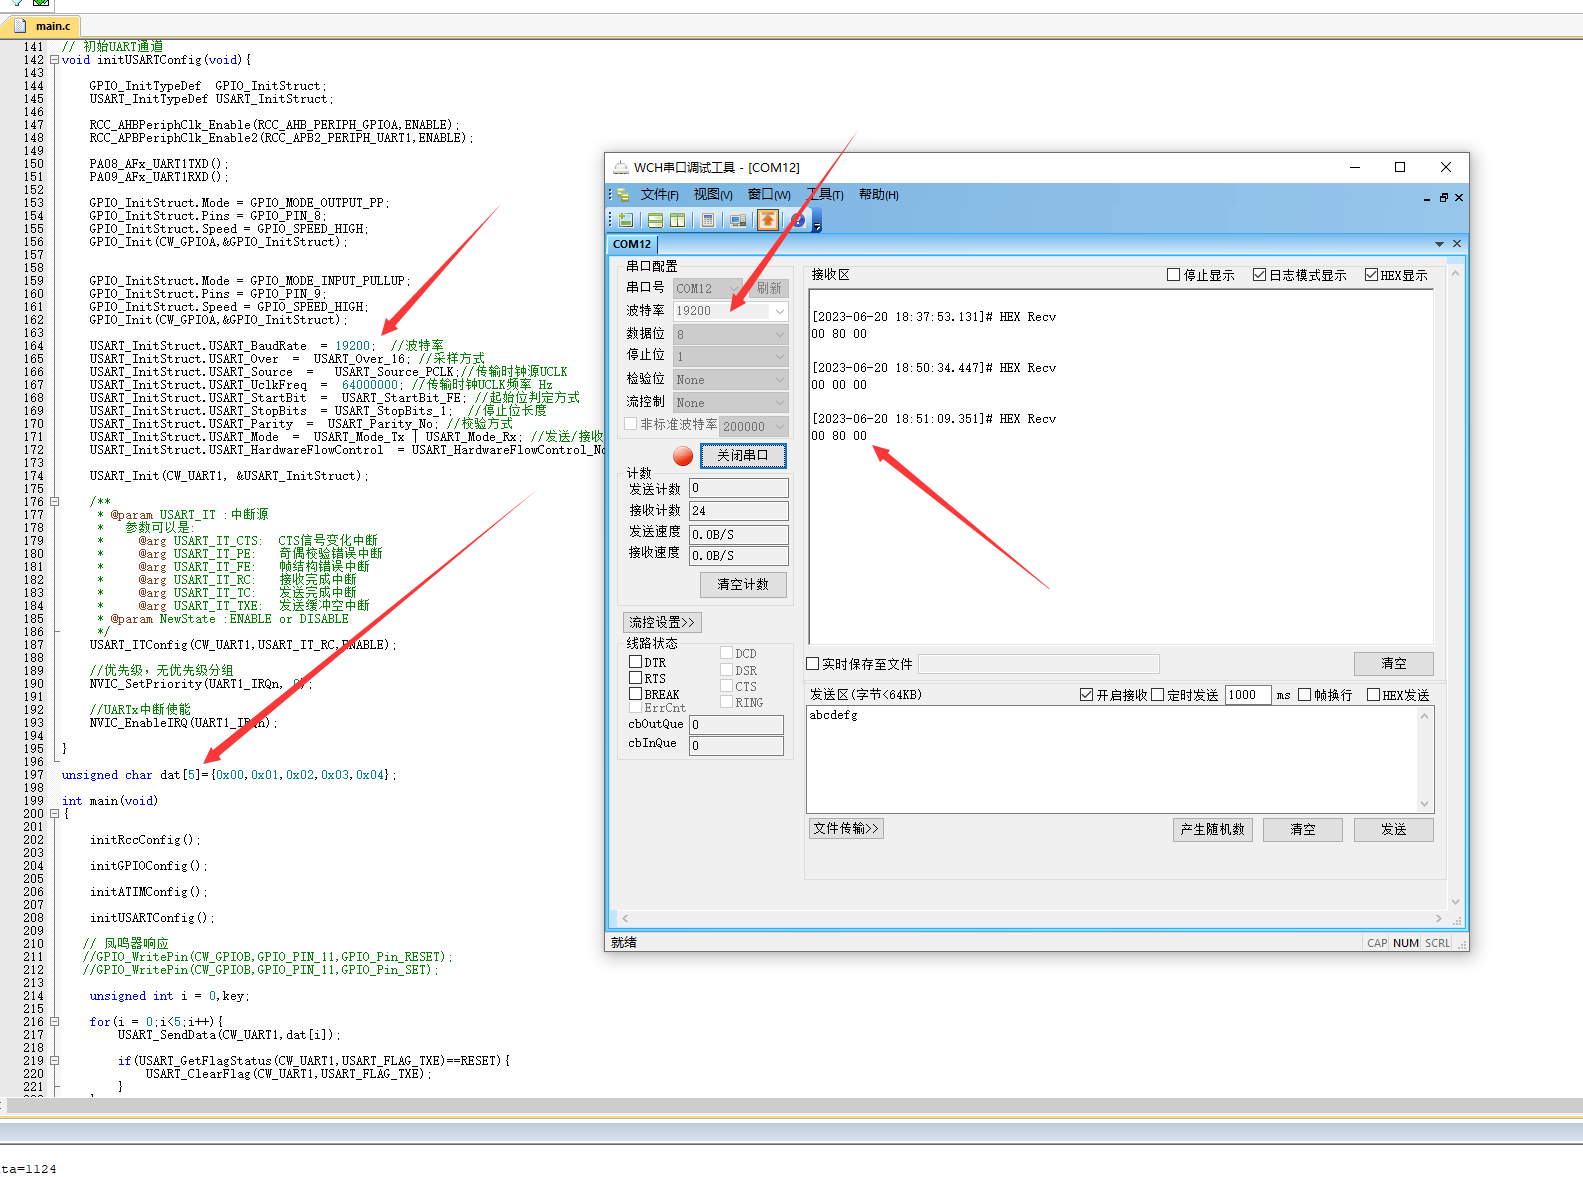 main.c
141 // 初始UART通道
142 void initUSARTConfig(void){
143
144 GPIO_InitTypeDef  GPIO_InitStruct;
145 USART_InitTypeDef USART_InitStruct;
146
147 RCC_AHBPeriphClk_Enable(RCC_AHB_PERIPH_GPIOA,ENABLE);
148 RCC_APBPeriphClk_Enable2(RCC_APB2_PERIPH_UART1,ENABLE);
149
150 PA08_AFx_UART1TXD();
151 PA09_AFx_UART1RXD();
152
153 GPIO_InitStruct.Mode = GPIO_MODE_OUTPUT_PP;
154 GPIO_InitStruct.Pins = GPIO_PIN_8;
155 GPIO_InitStruct.Speed = GPIO_SPEED_HIGH;
156 GPIO_Init(CW_GPIOA,&GPIO_InitStruct);
157
158
159 GPIO_InitStruct.Mode = GPIO_MODE_INPUT_PULLUP;
160 GPIO_InitStruct.Pins = GPIO_PIN_9;
161 GPIO_InitStruct.Speed = GPIO_SPEED_HIGH;
162 GPIO_Init(CW_GPIOA,&GPIO_InitStruct);
163
164 USART_InitStruct.USART_BaudRate = 19200;  //波特率
165 USART_InitStruct.USART_Over = USART_Over_16; //采样方式
166 USART_InitStruct.USART_Source = USART_Source_PCLK;//传输时钟源UCLK
167 USART_InitStruct.USART_UclkFreq = 64000000; //传输时钟UCLK频率 Hz
168 USART_InitStruct.USART_StartBit = USART_StartBit_FE; //起始位判定方式
169 USART_InitStruct.USART_StopBits = USART_StopBits_1;  //停止位长度
170 USART_InitStruct.USART_Parity = USART_Parity_No; //校验方式
171 USART_InitStruct.USART_Mode = USART_Mode_Tx | USART_Mode_Rx; //发送/接收
172 USART_InitStruct.USART_HardwareFlowControl = USART_HardwareFlowControl_No
173
174 USART_Init(CW_UART1, &USART_InitStruct);
175
176 /**
177 * @param USART_IT :中断源
178 *   参数可以是:
179 *     @arg USART_IT_CTS:  CTS信号变化中断
180 *     @arg USART_IT_PE:   奇偶校验错误中断
181 *     @arg USART_IT_FE:   帧结构错误中断
182 *     @arg USART_IT_RC:   接收完成中断
183 *     @arg USART_IT_TC:   发送完成中断
184 *     @arg USART_IT_TXE:  发送缓冲空中断
185 * @param NewState :ENABLE or DISABLE
186 */
187 USART_ITConfig(CW_UART1,USART_IT_RC,ENABLE);
188
189 //优先级，无优先级分组
190 NVIC_SetPriority(UART1_IRQn, 0);
191
192 //UARTx中断使能
193 NVIC_EnableIRQ(UART1_IRQn);
194
195 }
196
197 unsigned char dat[5]={0x00,0x01,0x02,0x03,0x04};
198
199 int main(void)
200 {
201
202 initRccConfig();
203
204 initGPIOConfig();
205
206 initATIMConfig();
207
208 initUSARTConfig();
209
210 // 凤鸣器响应
211 //GPIO_WritePin(CW_GPIOB,GPIO_PIN_11,GPIO_Pin_RESET);
212 //GPIO_WritePin(CW_GPIOB,GPIO_PIN_11,GPIO_Pin_SET);
213
214 unsigned int i = 0,key;
215
216 for(i = 0;i<5;i++){
217 USART_SendData(CW_UART1,dat[i]);
218
219 if(USART_GetFlagStatus(CW_UART1,USART_FLAG_TXE)==RESET){
220 USART_ClearFlag(CW_UART1,USART_FLAG_TXE);
221 }
ta=1124
WCH串口调试工具 - [COM12]
文件(F) 视图(V) 窗口(W) 工具(T) 帮助(H)
COM12
串口配置
串口号 COM12 刷新
波特率 19200
数据位 8
停止位 1
检验位 None
流控制 None
非标准波特率 200000
关闭串口
计数
发送计数 0
接收计数 24
发送速度 0.0B/S
接收速度 0.0B/S
清空计数
流控设置>>
线路状态
DTR DCD
RTS DSR
BREAK CTS
ErrCnt RING
cbOutQue 0
cbInQue 0
接收区 停止显示 日志模式显示 HEX显示
[2023-06-20 18:37:53.131]# HEX Recv
00 80 00
[2023-06-20 18:50:34.447]# HEX Recv
00 00 00
[2023-06-20 18:51:09.351]# HEX Recv
00 80 00
实时保存至文件 清空
发送区(字节<64KB) 开启接收 定时发送 1000 ms 帧换行 HEX发送
abcdefg
文件传输>> 产生随机数 清空 发送
就绪 CAP NUM SCRL